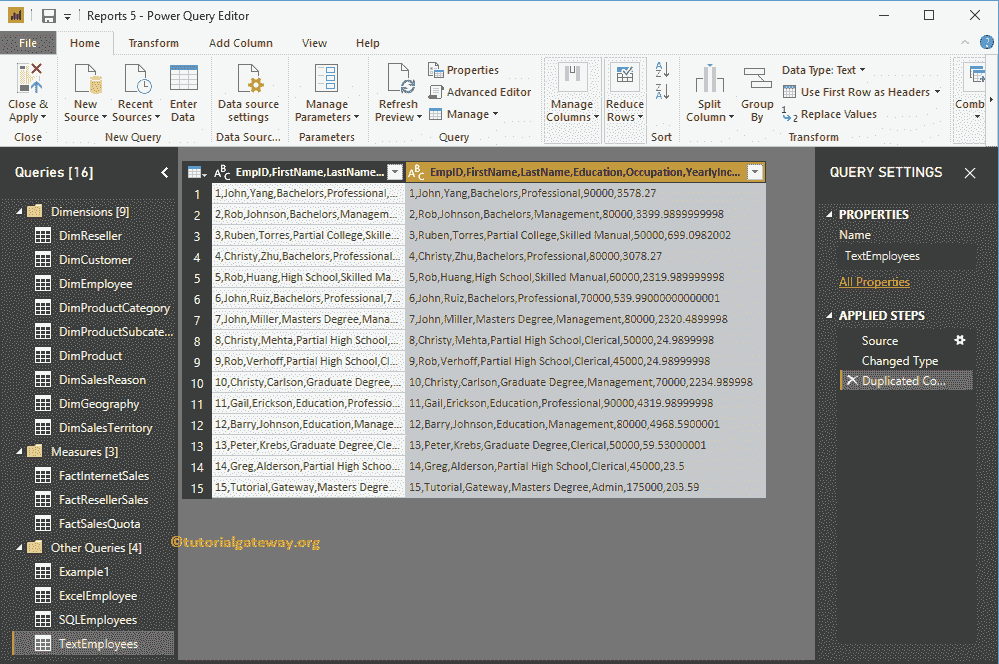 Reports 5 - Power Query Editor
File Home Transform Add Column View Help
Close & Apply
New Source
Recent Sources
Enter Data
Data source settings
Manage Parameters
Refresh Preview
Properties
Advanced Editor
Manage
Manage Columns
Reduce Rows
Split Column
Group By
Data Type: Text
Use First Row as Headers
Replace Values
Comb
Close New Query Data Sourc... Parameters Query Sort Transform
Queries [16]
Dimensions [9]
DimReseller
DimCustomer
DimEmployee
DimProductCategory
DimProductSubcate...
DimProduct
DimSalesReason
DimGeography
DimSalesTerritory
Measures [3]
FactInternetSales
FactResellerSales
FactSalesQuota
Other Queries [4]
Example1
ExcelEmployee
SQLEmployees
TextEmployees
EmpID,FirstName,LastName... EmpID,FirstName,LastName,Education,Occupation,YearlyInc...
1 1,John,Yang,Bachelors,Professional,... 1,John,Yang,Bachelors,Professional,90000,3578.27
2 2,Rob,Johnson,Bachelors,Managem... 2,Rob,Johnson,Bachelors,Management,80000,3399.9899999998
3 3,Ruben,Torres,Partial College,Skille... 3,Ruben,Torres,Partial College,Skilled Manual,50000,699.0982002
4 4,Christy,Zhu,Bachelors,Professional... 4,Christy,Zhu,Bachelors,Professional,80000,3078.27
5 5,Rob,Huang,High School,Skilled Ma... 5,Rob,Huang,High School,Skilled Manual,60000,2319.989999998
6 6,John,Ruiz,Bachelors,Professional,7... 6,John,Ruiz,Bachelors,Professional,70000,539.99000000000001
7 7,John,Miller,Masters Degree,Mana... 7,John,Miller,Masters Degree,Management,80000,2320.4899998
8 8,Christy,Mehta,Partial High School,... 8,Christy,Mehta,Partial High School,Clerical,50000,24.9899998
9 9,Rob,Verhoff,Partial High School,Cl... 9,Rob,Verhoff,Partial High School,Clerical,45000,24.98999998
10 10,Christy,Carlson,Graduate Degree,... 10,Christy,Carlson,Graduate Degree,Management,70000,2234.989998
11 11,Gail,Erickson,Education,Professio... 11,Gail,Erickson,Education,Professional,90000,4319.98999998
12 12,Barry,Johnson,Education,Manage... 12,Barry,Johnson,Education,Management,80000,4968.5900001
13 13,Peter,Krebs,Graduate Degree,Cle... 13,Peter,Krebs,Graduate Degree,Clerical,50000,59.53000001
14 14,Greg,Alderson,Partial High Schoo... 14,Greg,Alderson,Partial High School,Clerical,45000,23.5
15 15,Tutorial,Gateway,Masters Degre... 15,Tutorial,Gateway,Masters Degree,Admin,175000,203.59
©tutorialgateway.org
QUERY SETTINGS
PROPERTIES
Name
TextEmployees
All Properties
APPLIED STEPS
Source
Changed Type
Duplicated Co...